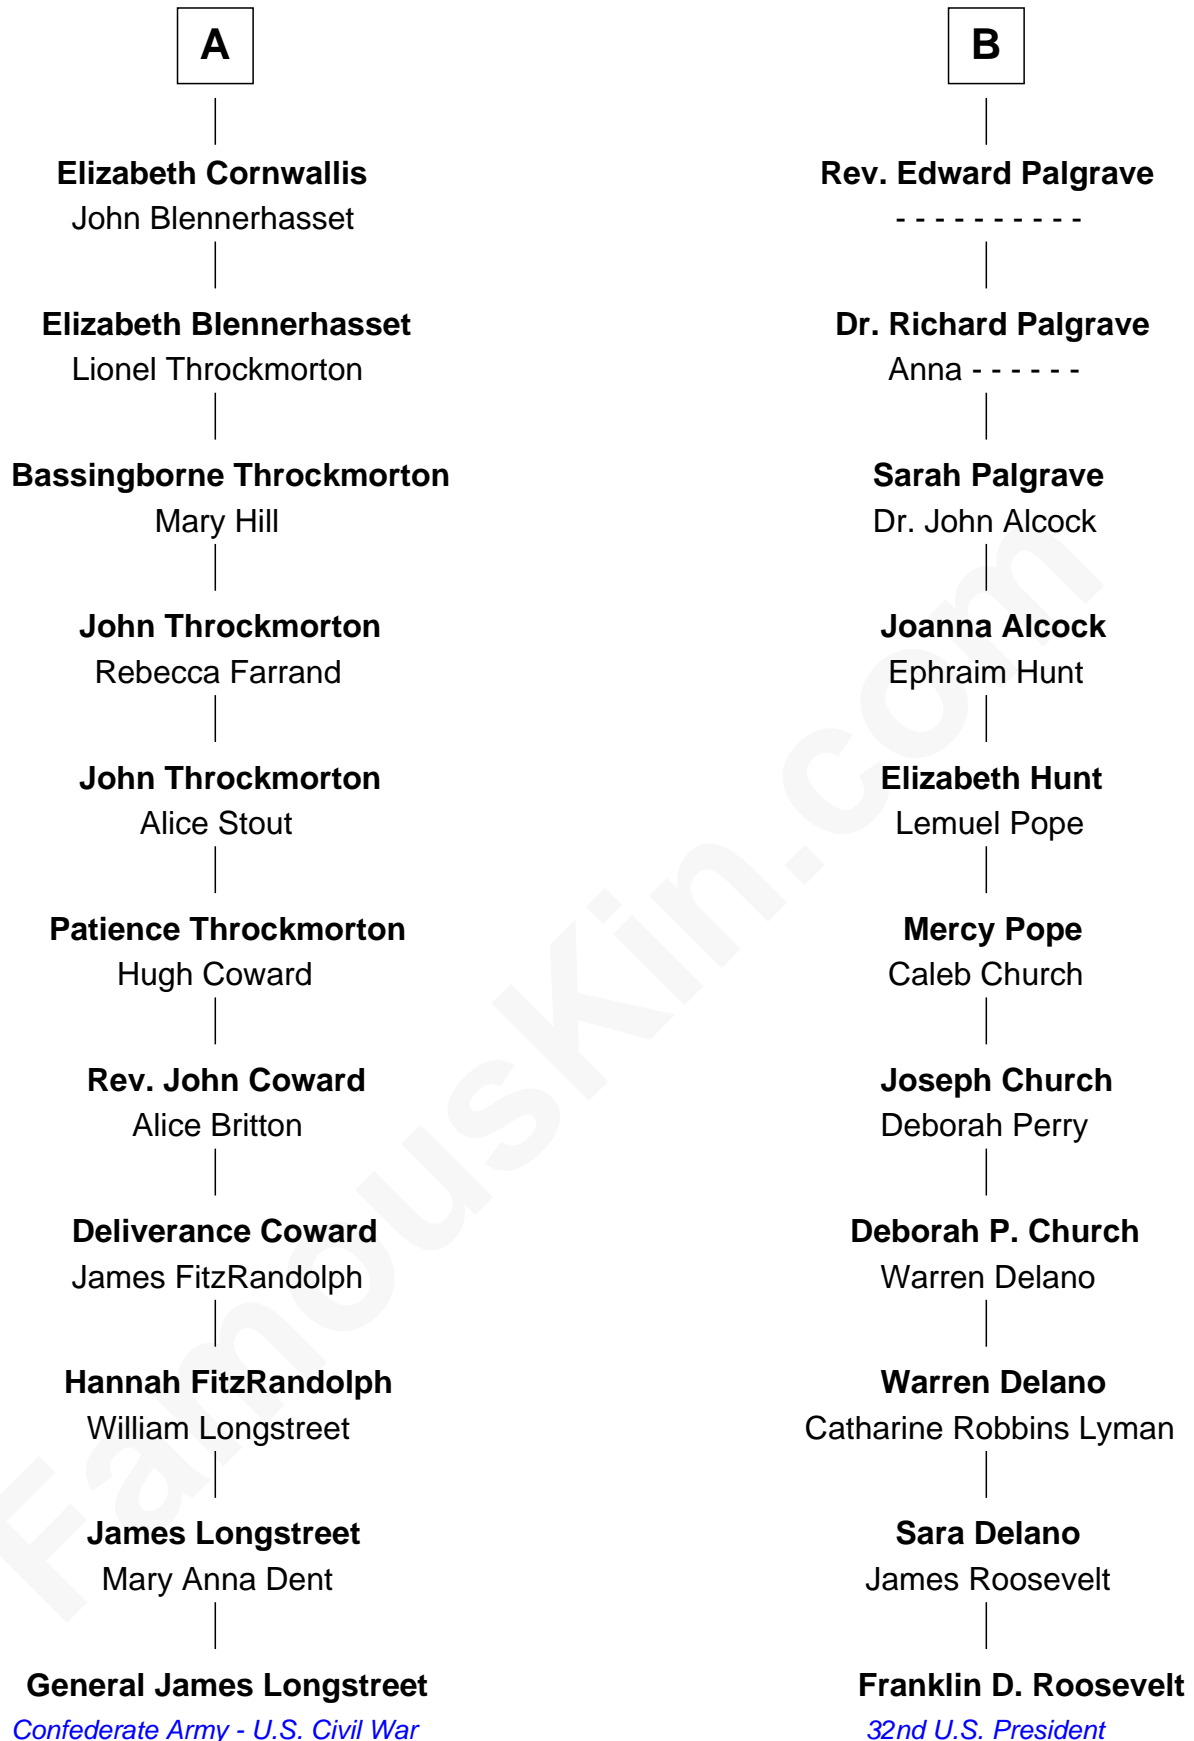 A
Elizabeth Cornwallis
John Blennerhasset
Elizabeth Blennerhasset
Lionel Throckmorton
Bassingborne Throckmorton
Mary Hill
John Throckmorton
Rebecca Farrand
John Throckmorton
Alice Stout
Patience Throckmorton
Hugh Coward
Rev. John Coward
Alice Britton
Deliverance Coward
James FitzRandolph
Hannah FitzRandolph
William Longstreet
James Longstreet
Mary Anna Dent
General James Longstreet
Confederate Army - U.S. Civil War
B
Rev. Edward Palgrave
- - - - - - - - - -
Dr. Richard Palgrave
Anna - - - - - -
Sarah Palgrave
Dr. John Alcock
Joanna Alcock
Ephraim Hunt
Elizabeth Hunt
Lemuel Pope
Mercy Pope
Caleb Church
Joseph Church
Deborah Perry
Deborah P. Church
Warren Delano
Warren Delano
Catharine Robbins Lyman
Sara Delano
James Roosevelt
Franklin D. Roosevelt
32nd U.S. President
FamousKin.com